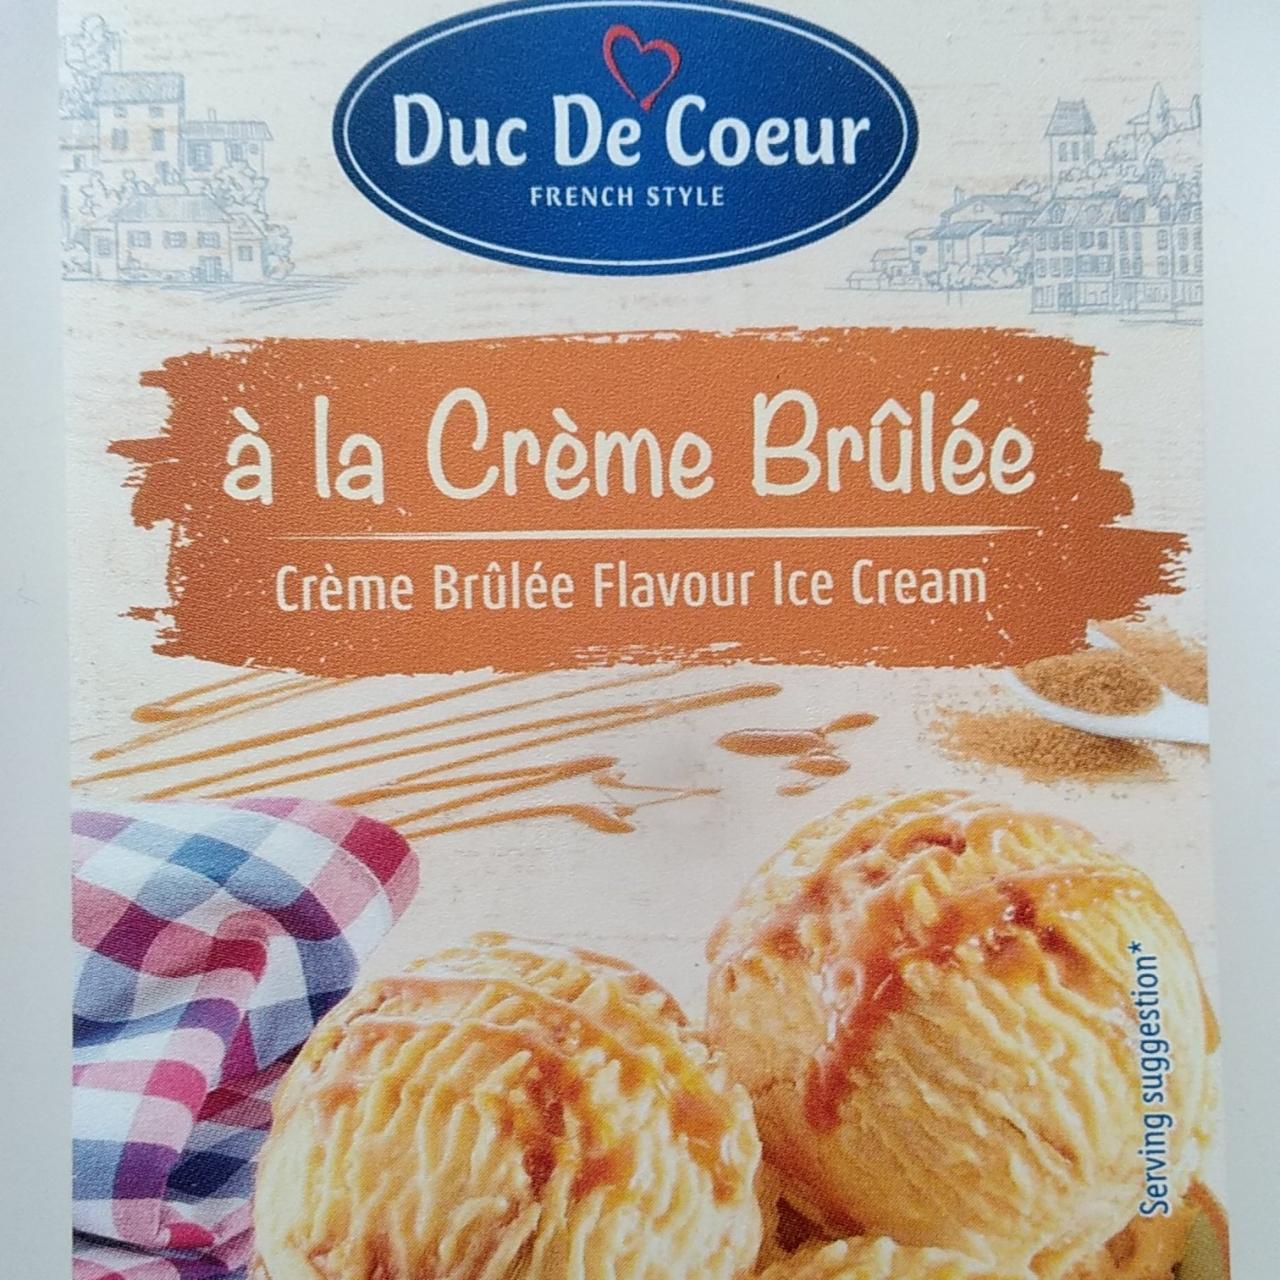 Duc De Coeur
FRENCH STYLE
à la Crème Brûlée
Crème Brûlée Flavour Ice Cream
Serving suggestion*